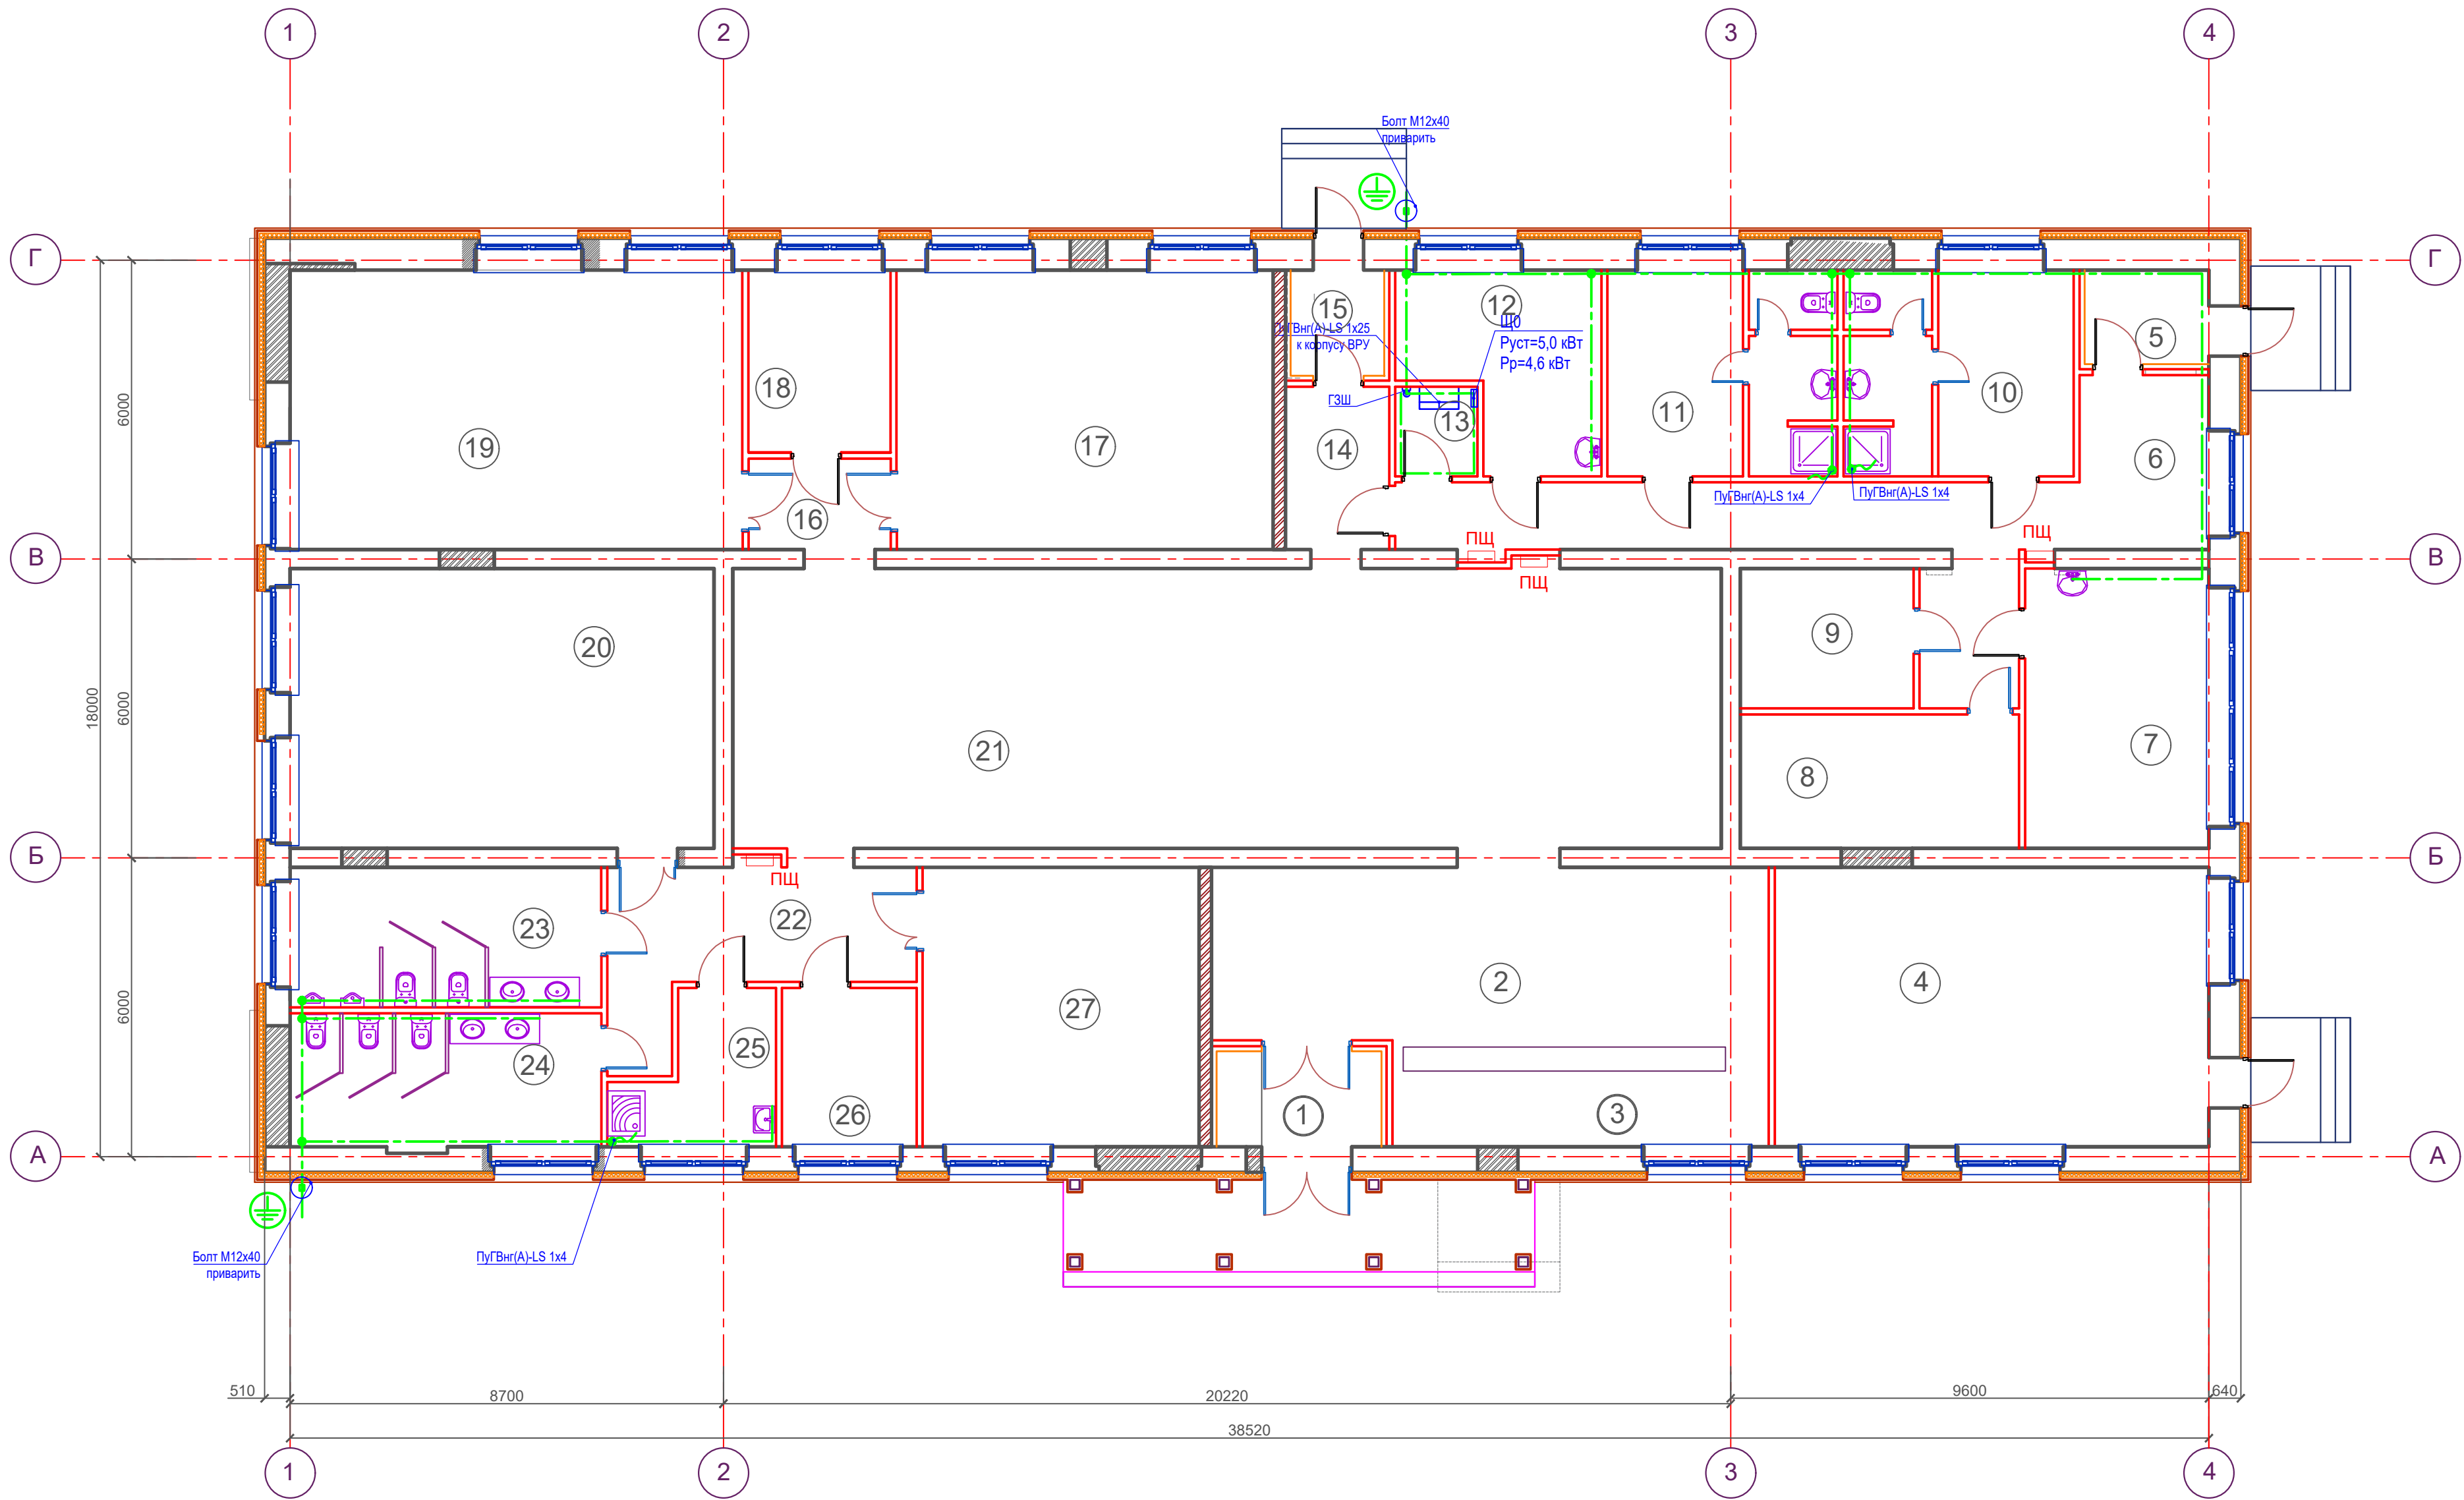 1
2
3
4
Болт М12х40
приварить
Г
Г
15
12
ПуГВнг(А)-LS 1х25
к корпусу ВРУ
ЩО
Руст=5,0 кВт
Рр=4,6 кВт
5
18
ГЗШ
10
11
13
6000
19
17
14
6
ПуГВнг(А)-LS 1х4
ПуГВнг(А)-LS 1х4
16
ПЩ
ПЩ
В
В
ПЩ
20
9
18000
6000
21
7
8
Б
Б
ПЩ
22
23
2
4
6000
27
25
24
1
3
26
А
А
Болт М12х40
приварить
ПуГВнг(А)-LS 1х4
510
8700
20220
9600
640
38520
1
2
3
4